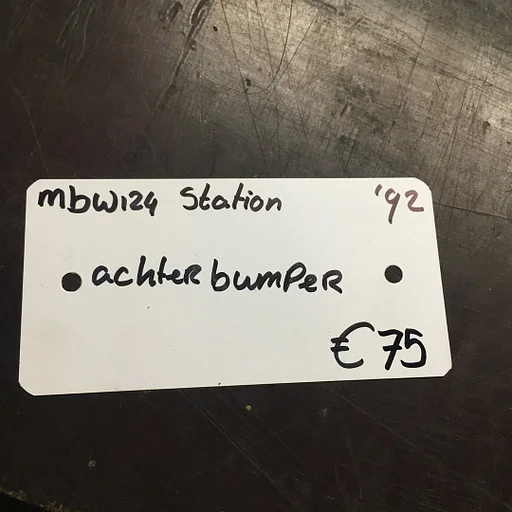 mbw124 Station '92
achter bumper
€75